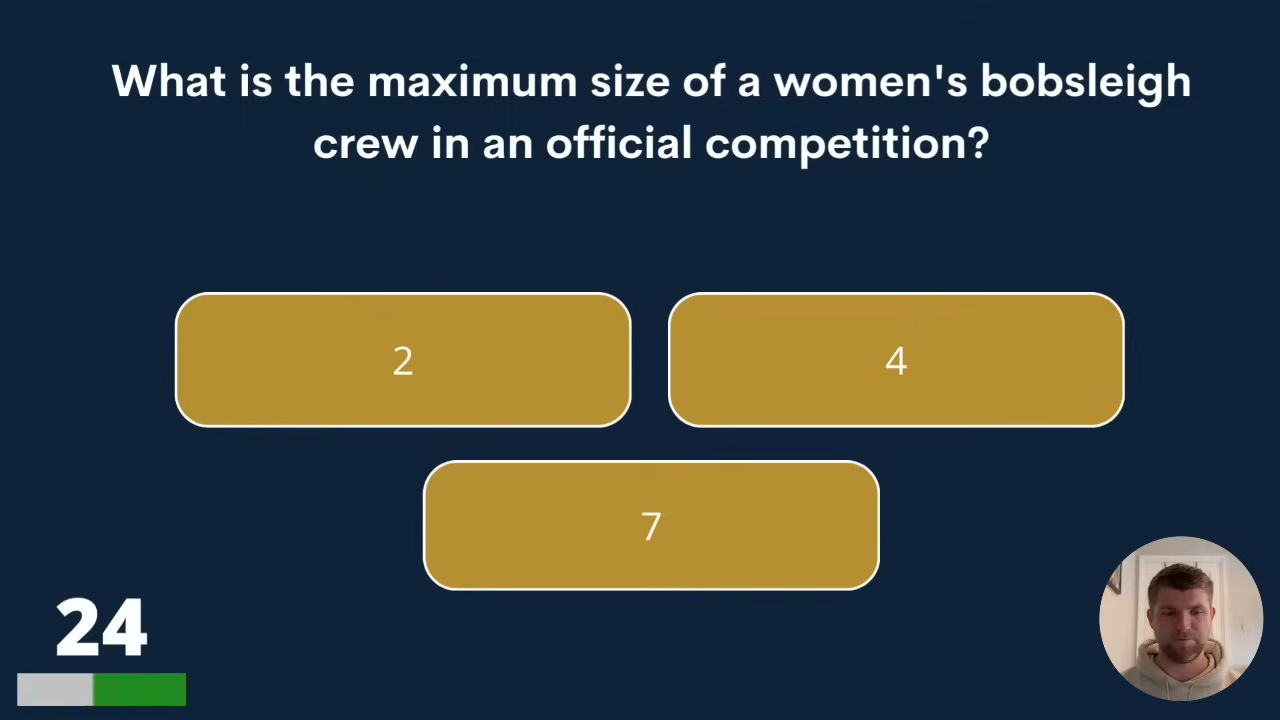 What is the maximum size of a women's bobsleigh
crew in an official competition?
2
4
7
24